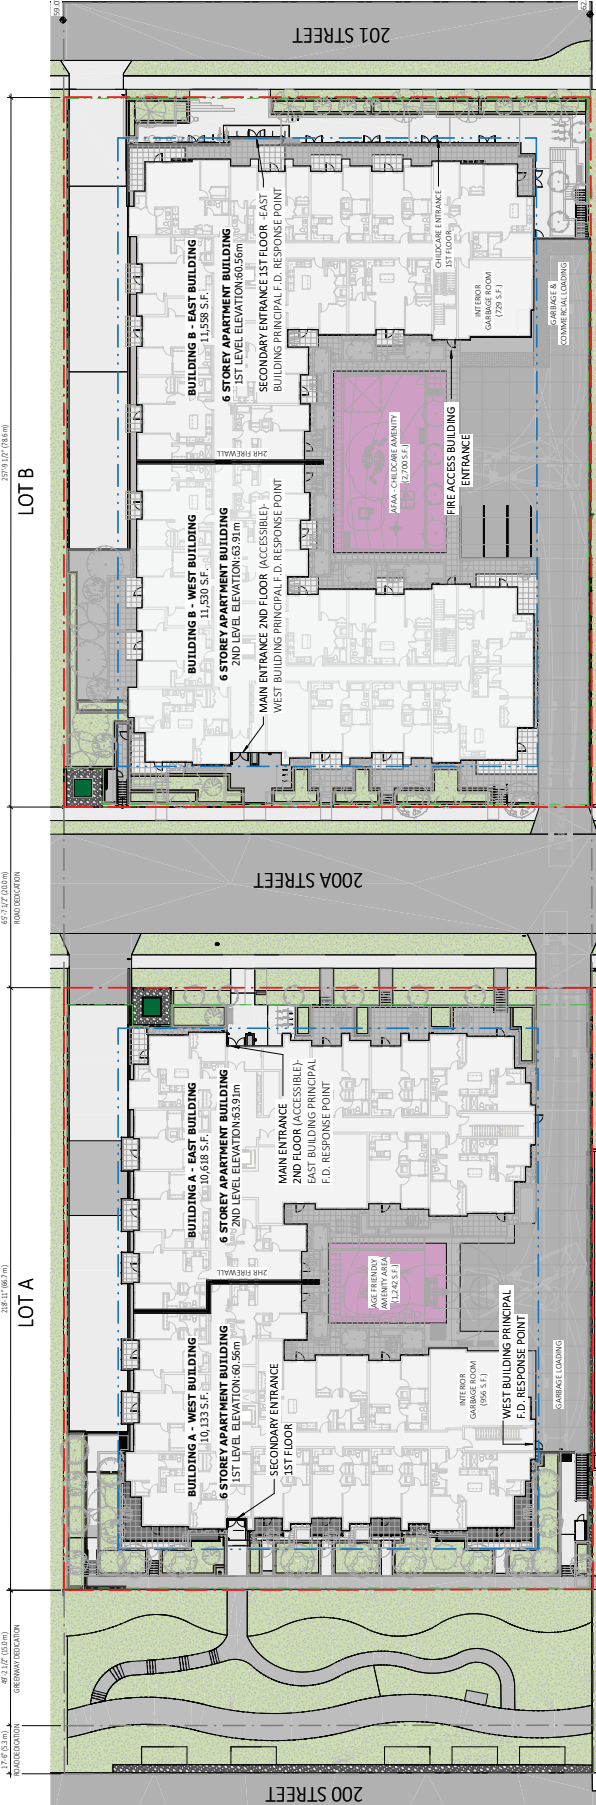 201 STREET
LOT B
257'-9 1/2" (78.6 m)
BUILDING B - EAST BUILDING
11,558 S.F.
6 STOREY APARTMENT BUILDING
1ST LEVEL ELEVATION:60.56m
SECONDARY ENTRANCE 1ST FLOOR -EAST
BUILDING PRINCIPAL F.D. RESPONSE POINT
CHILDCARE ENTRANCE
1ST FLOOR
INTERIOR
GARBAGE ROOM
(729 S.F.)
GARBAGE &
COMMERCIAL LOADING
2HR FIREWALL
AFAA - CHILDCARE AMENITY
(2,700 S.F.)
FIRE ACCESS BUILDING
ENTRANCE
BUILDING B - WEST BUILDING
11,530 S.F.
6 STOREY APARTMENT BUILDING
2ND LEVEL ELEVATION:63.91m
MAIN ENTRANCE 2ND FLOOR (ACCESSIBLE)-
WEST BUILDING PRINCIPAL F.D. RESPONSE POINT
65'-7 1/2" (20.0 m)
ROAD DEDICATION
200A STREET
LOT A
218'-11" (66.7 m)
BUILDING A - EAST BUILDING
10,618 S.F.
6 STOREY APARTMENT BUILDING
2ND LEVEL ELEVATION:63.91m
MAIN ENTRANCE
2ND FLOOR (ACCESSIBLE)-
EAST BUILDING PRINCIPAL
F.D. RESPONSE POINT
2HR FIREWALL
AGE FRIENDLY
AMENITY AREA
(1,242 S.F.)
BUILDING A - WEST BUILDING
10,133 S.F.
6 STOREY APARTMENT BUILDING
1ST LEVEL ELEVATION:60.56m
SECONDARY ENTRANCE
1ST FLOOR
INTERIOR
GARBAGE ROOM
(956 S.F.)
WEST BUILDING PRINCIPAL
F.D. RESPONSE POINT
GARBAGE LOADING
49'-2 1/2" (15.0 m)
GREENWAY DEDICATION
17'-6" (5.3 m)
ROAD DEDICATION
200 STREET